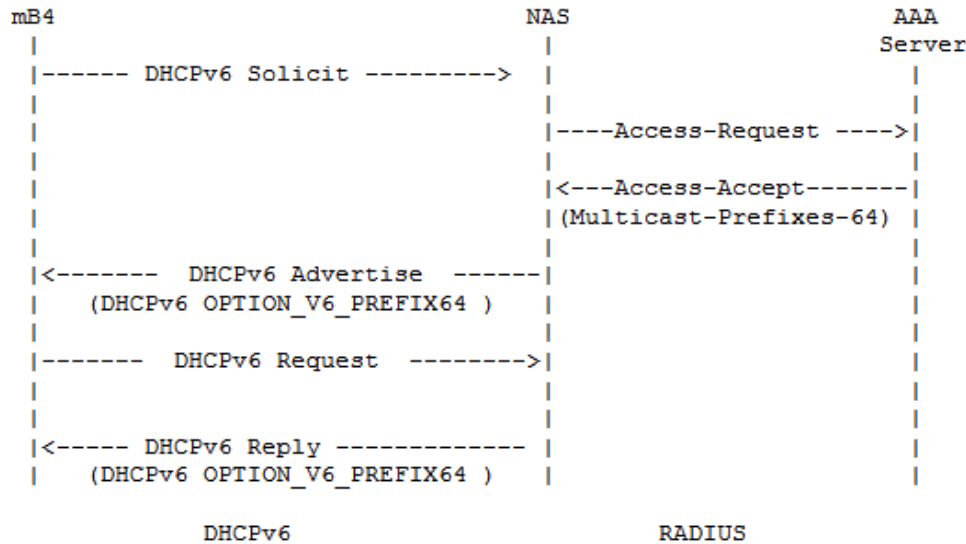 mB4 NAS AAA
| | Server
|------ DHCPv6 Solicit ---------> | |
| | |
| |----Access-Request ---->|
| | |
| |<---Access-Accept-------|
| |(Multicast-Prefixes-64) |
| | |
|<------- DHCPv6 Advertise ------| |
| (DHCPv6 OPTION_V6_PREFIX64 ) | |
| | |
|------- DHCPv6 Request -------->| |
| | |
| | |
|<----- DHCPv6 Reply ------------- | |
| (DHCPv6 OPTION_V6_PREFIX64 ) | |
DHCPv6 RADIUS